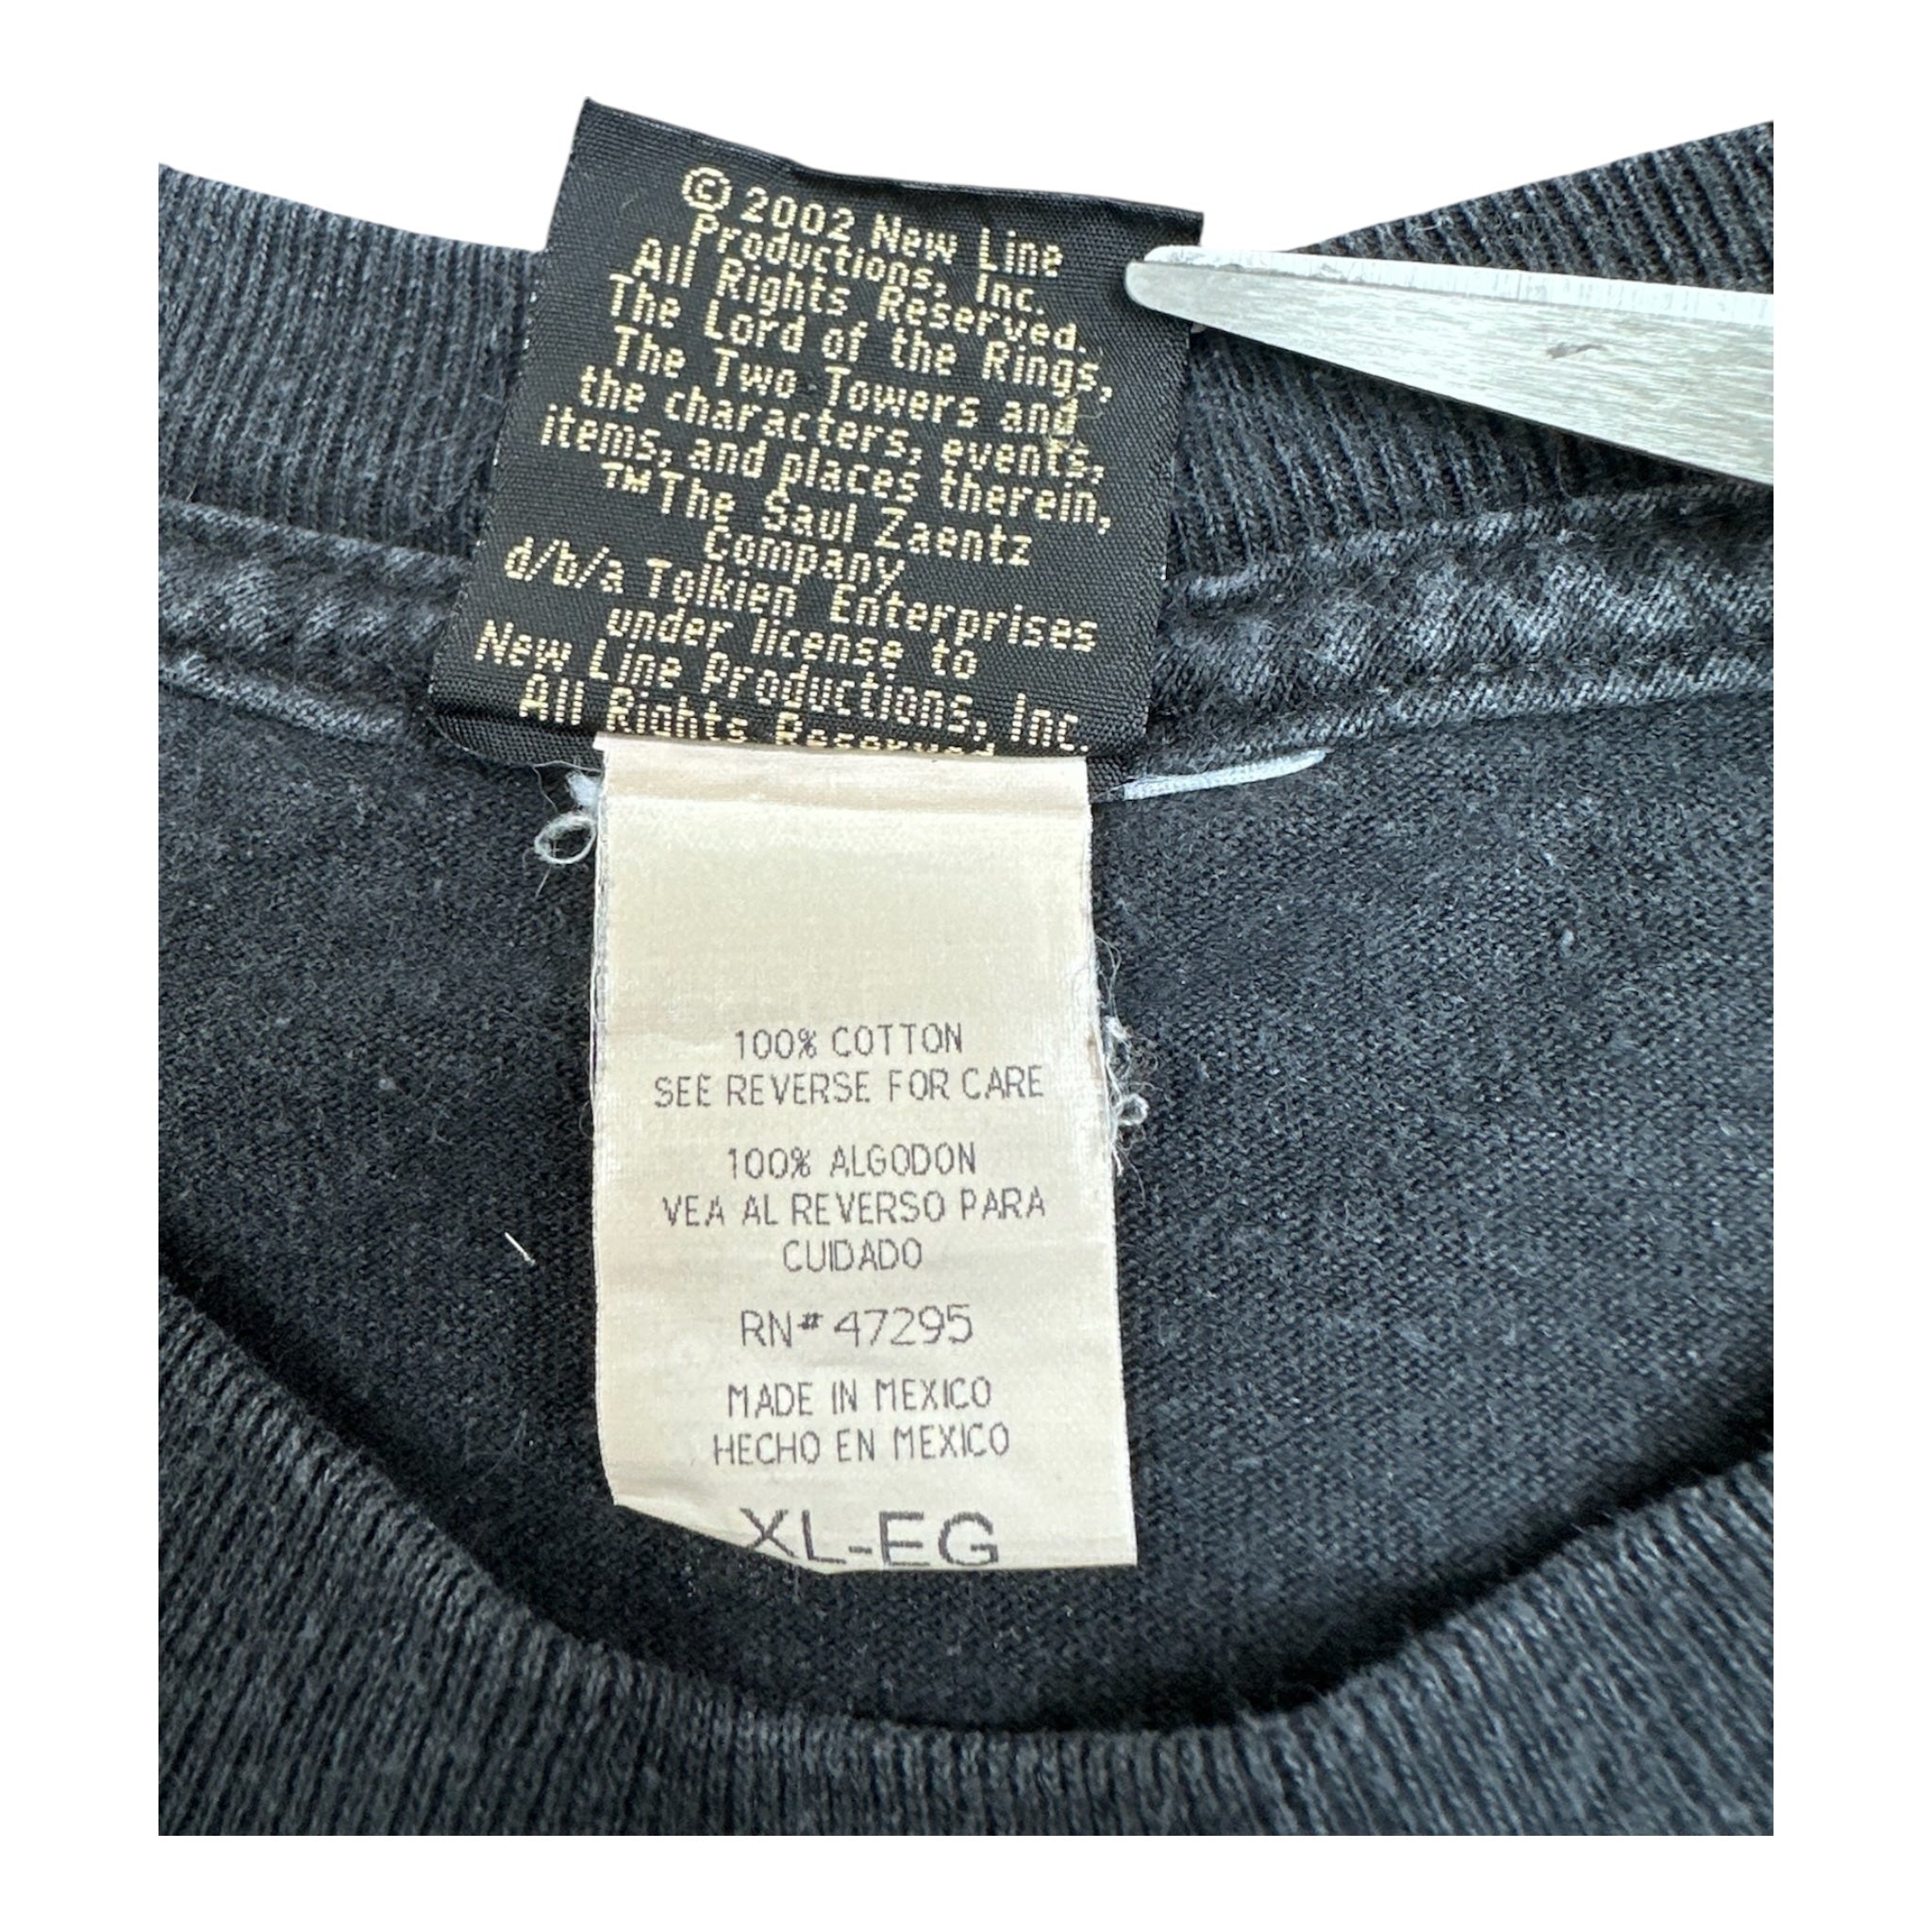 © 2002 New Line
Productions, Inc.
All Rights Reserved.
The Lord of the Rings,
The Two Towers and
the characters, events,
items, and places therein,
™ The Saul Zaentz
Company
d/b/a Tolkien Enterprises
under license to
New Line Productions, Inc.
All Rights Reserved
100% COTTON
SEE REVERSE FOR CARE
100% ALGODON
VEA AL REVERSO PARA
CUIDADO
RN# 47295
MADE IN MEXICO
HECHO EN MEXICO
XL-EG